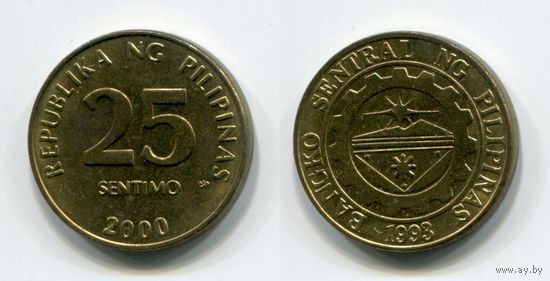 REPUBLIKA NG PILIPINAS
25
SENTIMO
2000
BANGKO SENTRAL NG PILIPINAS
1993
www.ay.by